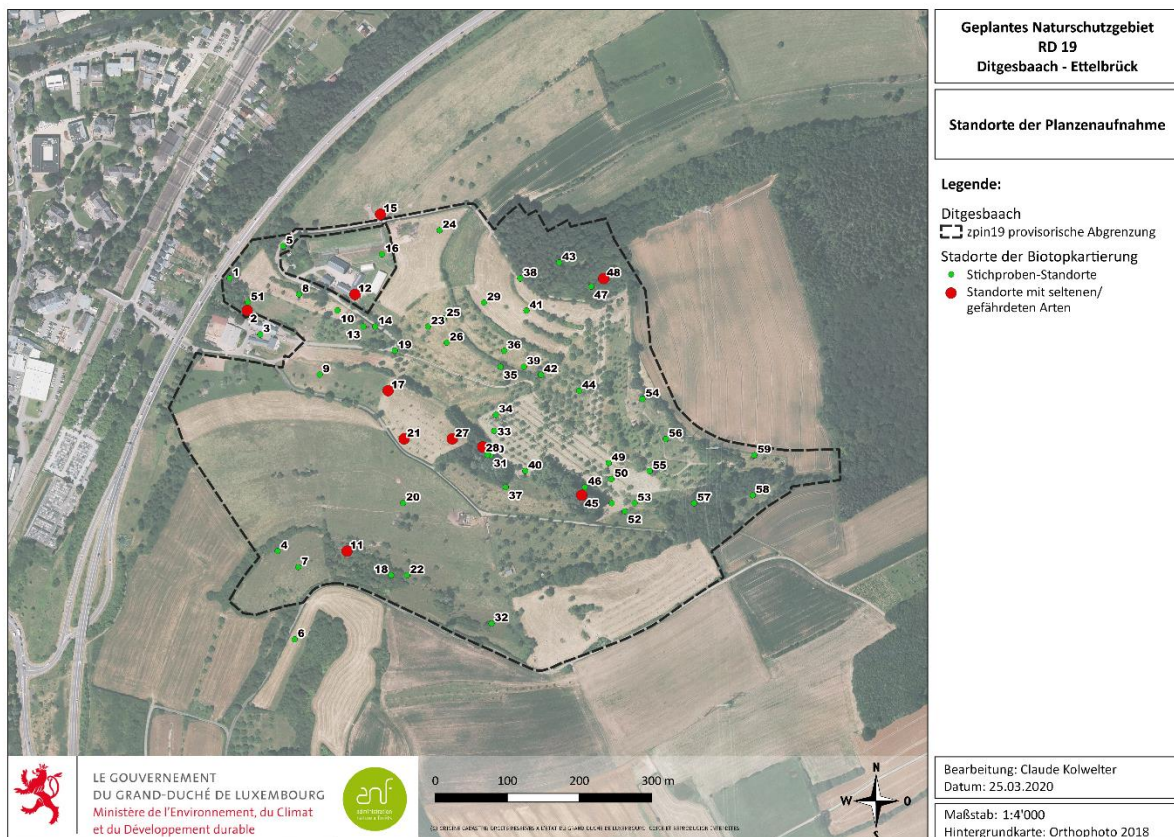 Geplantes Naturschutzgebiet
RD 19
Ditgesbaach - Ettelbrück
Standorte der Planzenaufnahme
Legende:
Ditgesbaach
zpin19 provisorische Abgrenzung
Stadorte der Biotopkartierung
Stichproben-Standorte
Standorte mit seltenen/
gefährdeten Arten
15
24
5
16
43
1
38
48
47
8
12
51
29
41
2
10
25
3
13
14
23
26
36
19
9
39
35
42
17
44
54
34
33
21
27
56
28
31
59
49
40
55
50
46
37
58
20
45
53
57
52
4
11
7
18
22
32
6
LE GOUVERNEMENT
DU GRAND-DUCHÉ DE LUXEMBOURG
Ministère de l'Environnement, du Climat
et du Développement durable
anf
0 100 200 300 m
N
W O
S
Bearbeitung: Claude Kolwelter
Datum: 25.03.2020
Maßstab: 1:4'000
Hintergrundkarte: Orthophoto 2018